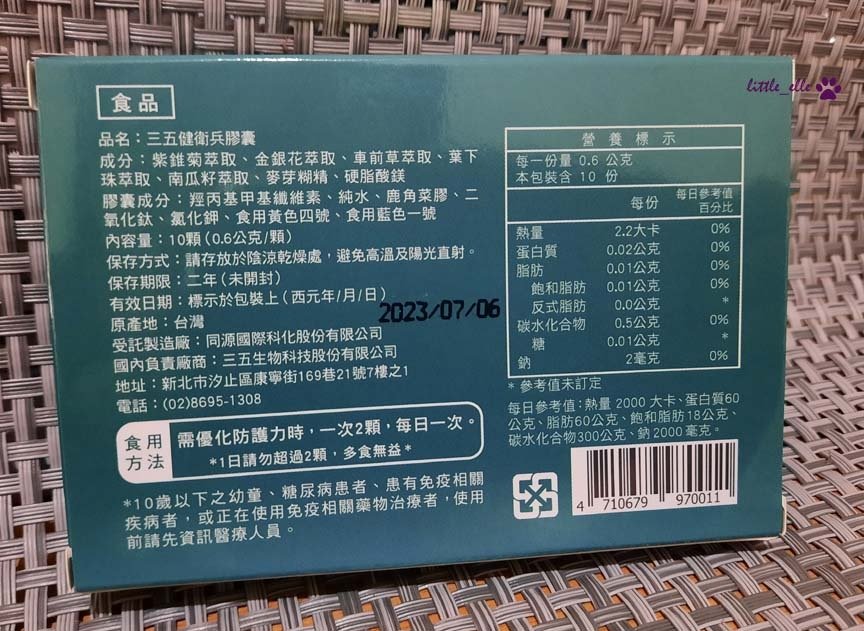 little_elle
食品
品名：三五健衛兵膠囊
成分：紫錐菊萃取、金銀花萃取、車前草萃取、葉下
珠萃取、南瓜籽萃取、麥芽糊精、硬脂酸鎂
膠囊成分：羥丙基甲基纖維素、純水、鹿角菜膠、二
氧化鈦、氯化鉀、食用黃色四號、食用藍色一號
內容量：10顆(0.6公克/顆)
保存方式：請存放於陰涼乾燥處，避免高溫及陽光直射。
保存期限：二年(未開封)
有效日期：標示於包裝上(西元年/月/日)
2023/07/06
原產地：台灣
受託製造廠：同源國際科化股份有限公司
國內負責廠商：三五生物科技股份有限公司
地址：新北市汐止區康寧街169巷21號7樓之1
電話：(02)8695-1308
食用方法
需優化防護力時，一次2顆，每日一次。
*1日請勿超過2顆，多食無益*
*10歲以下之幼童、糖尿病患者、患有免疫相關
疾病者，或正在使用免疫相關藥物治療者，使用
前請先資訊醫療人員。
營養標示
每一份量 0.6 公克
本包裝含 10 份
每份 每日參考值百分比
熱量 2.2大卡 0%
蛋白質 0.02公克 0%
脂肪 0.01公克 0%
飽和脂肪 0.01公克 0%
反式脂肪 0.0公克 *
碳水化合物 0.5公克 0%
糖 0.01公克 *
鈉 2毫克 0%
* 參考值未訂定
每日參考值：熱量 2000 大卡、蛋白質60
公克、脂肪60公克、飽和脂肪18公克、
碳水化合物300公克、鈉2000 毫克。
4 710679 970011